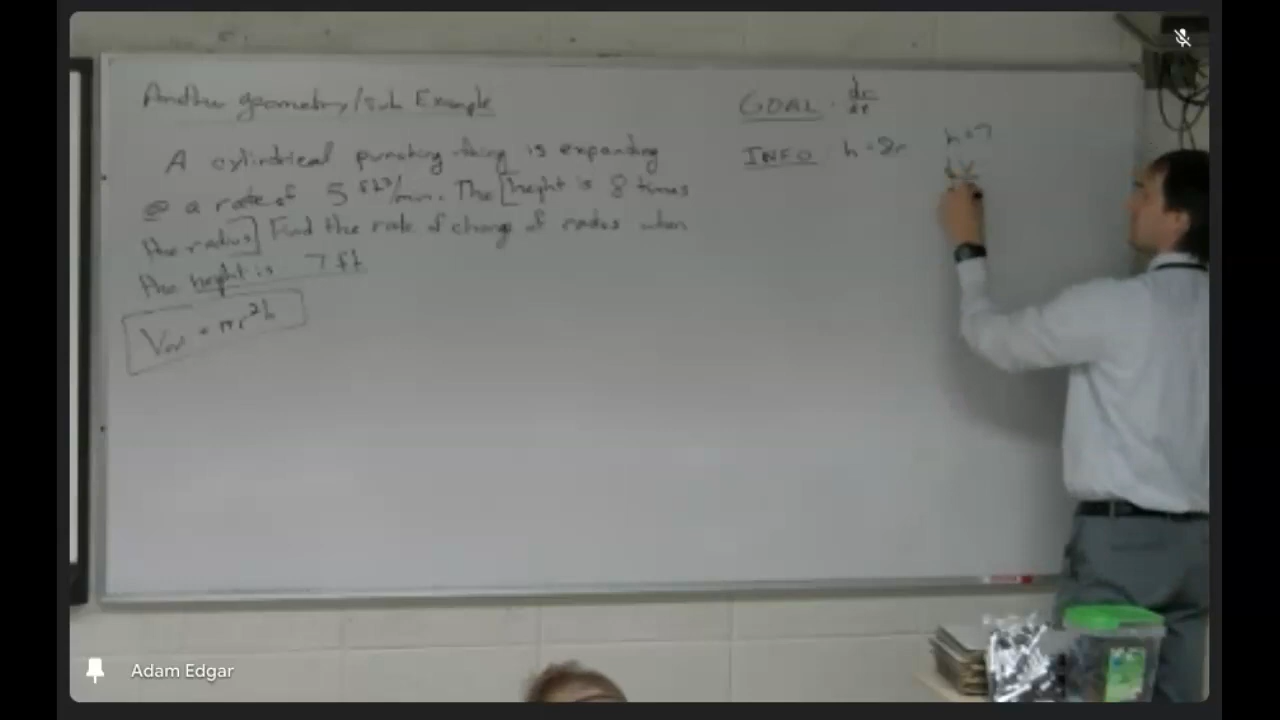 Another geometry/sub Example
A cylindrical punching thing is expanding
@ a rate of 5 ft³/min. The [height is 8 times
the radius] Find the rate of change of radius when
the height is 7 ft
V = πr²h
GOAL: dr/dt
INFO: h = 8r
h = 7
Adam Edgar